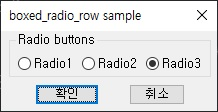 boxed_radio_row sample
Radio buttons
Radio1 Radio2 Radio3
확인 취소